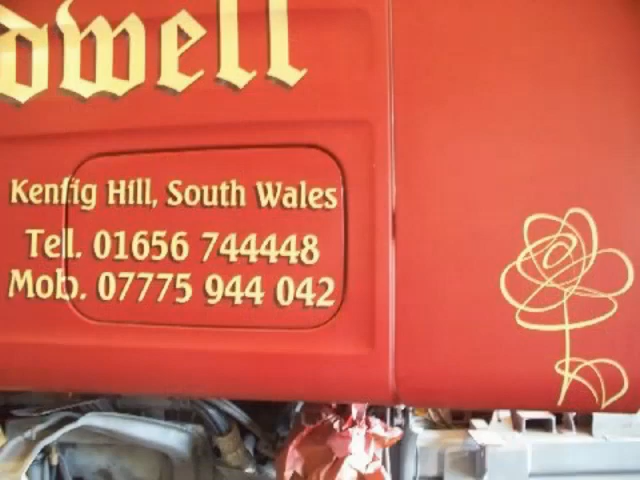 dwell
Kenfig Hill, South Wales
Tel. 01656 744448
Mob. 07775 944 042